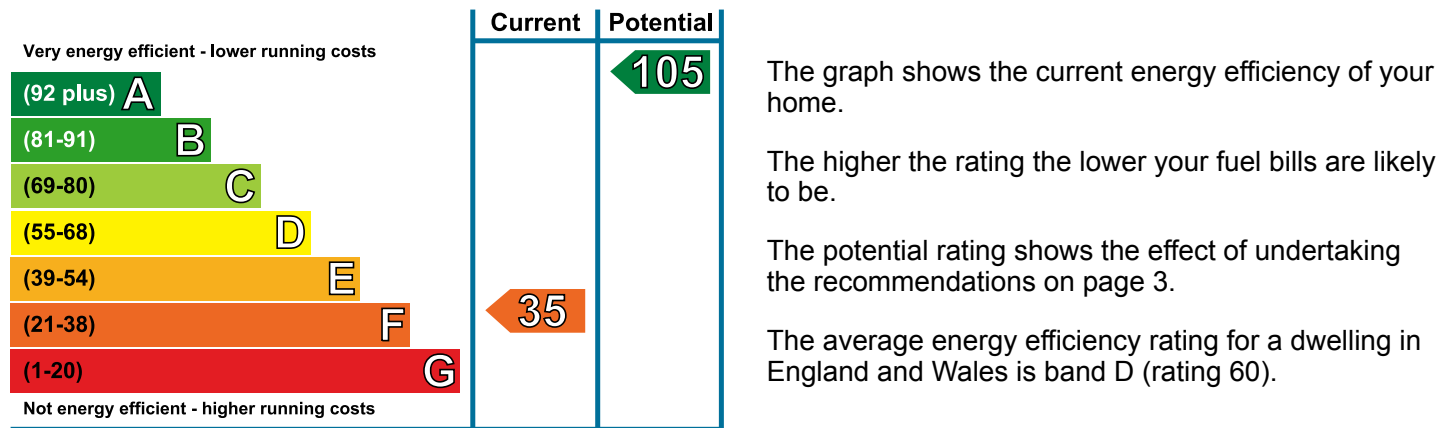 Current Potential
Very energy efficient - lower running costs
(92 plus) A
105
(81-91) B
(69-80) C
(55-68) D
(39-54) E
(21-38) F
35
(1-20) G
Not energy efficient - higher running costs
The graph shows the current energy efficiency of your
home.
The higher the rating the lower your fuel bills are likely
to be.
The potential rating shows the effect of undertaking
the recommendations on page 3.
The average energy efficiency rating for a dwelling in
England and Wales is band D (rating 60).